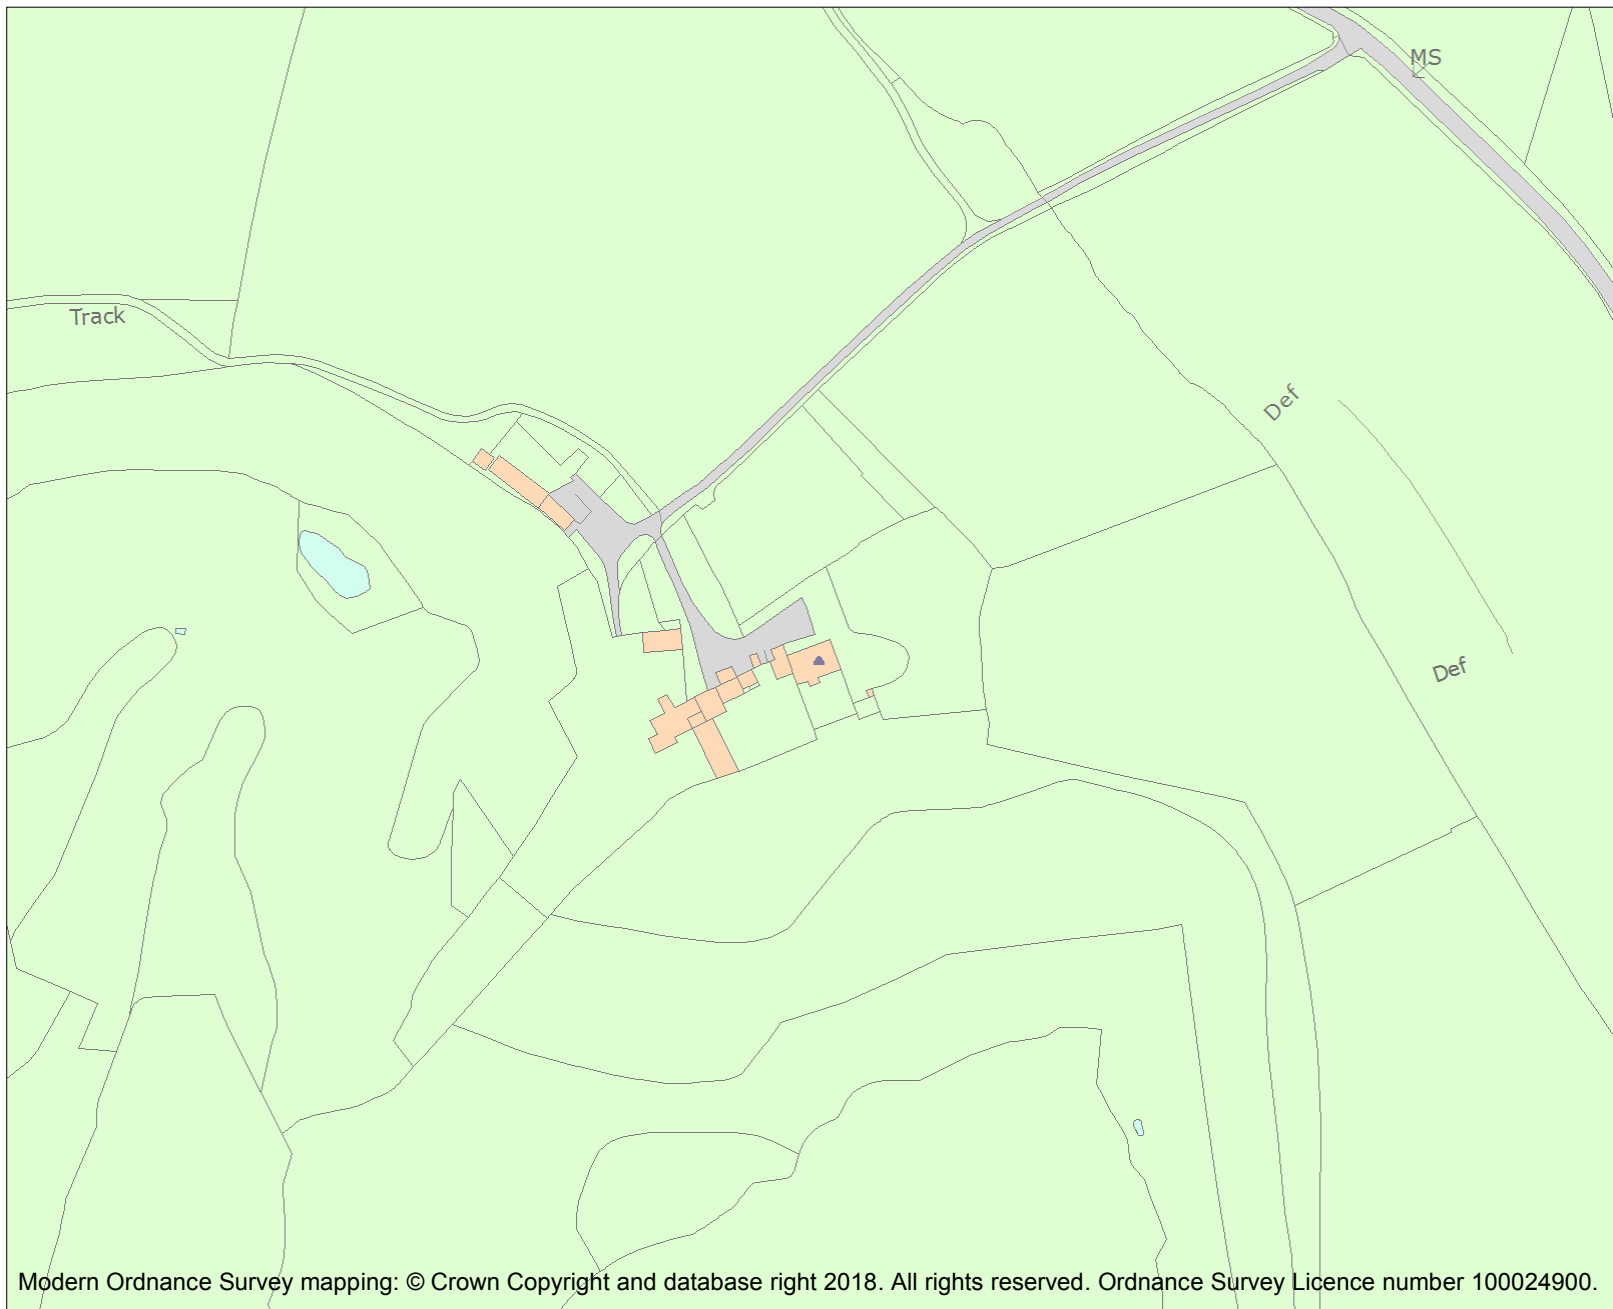 MS
Track
Def
Def
Modern Ordnance Survey mapping: © Crown Copyright and database right 2018. All rights reserved. Ordnance Survey Licence number 100024900.